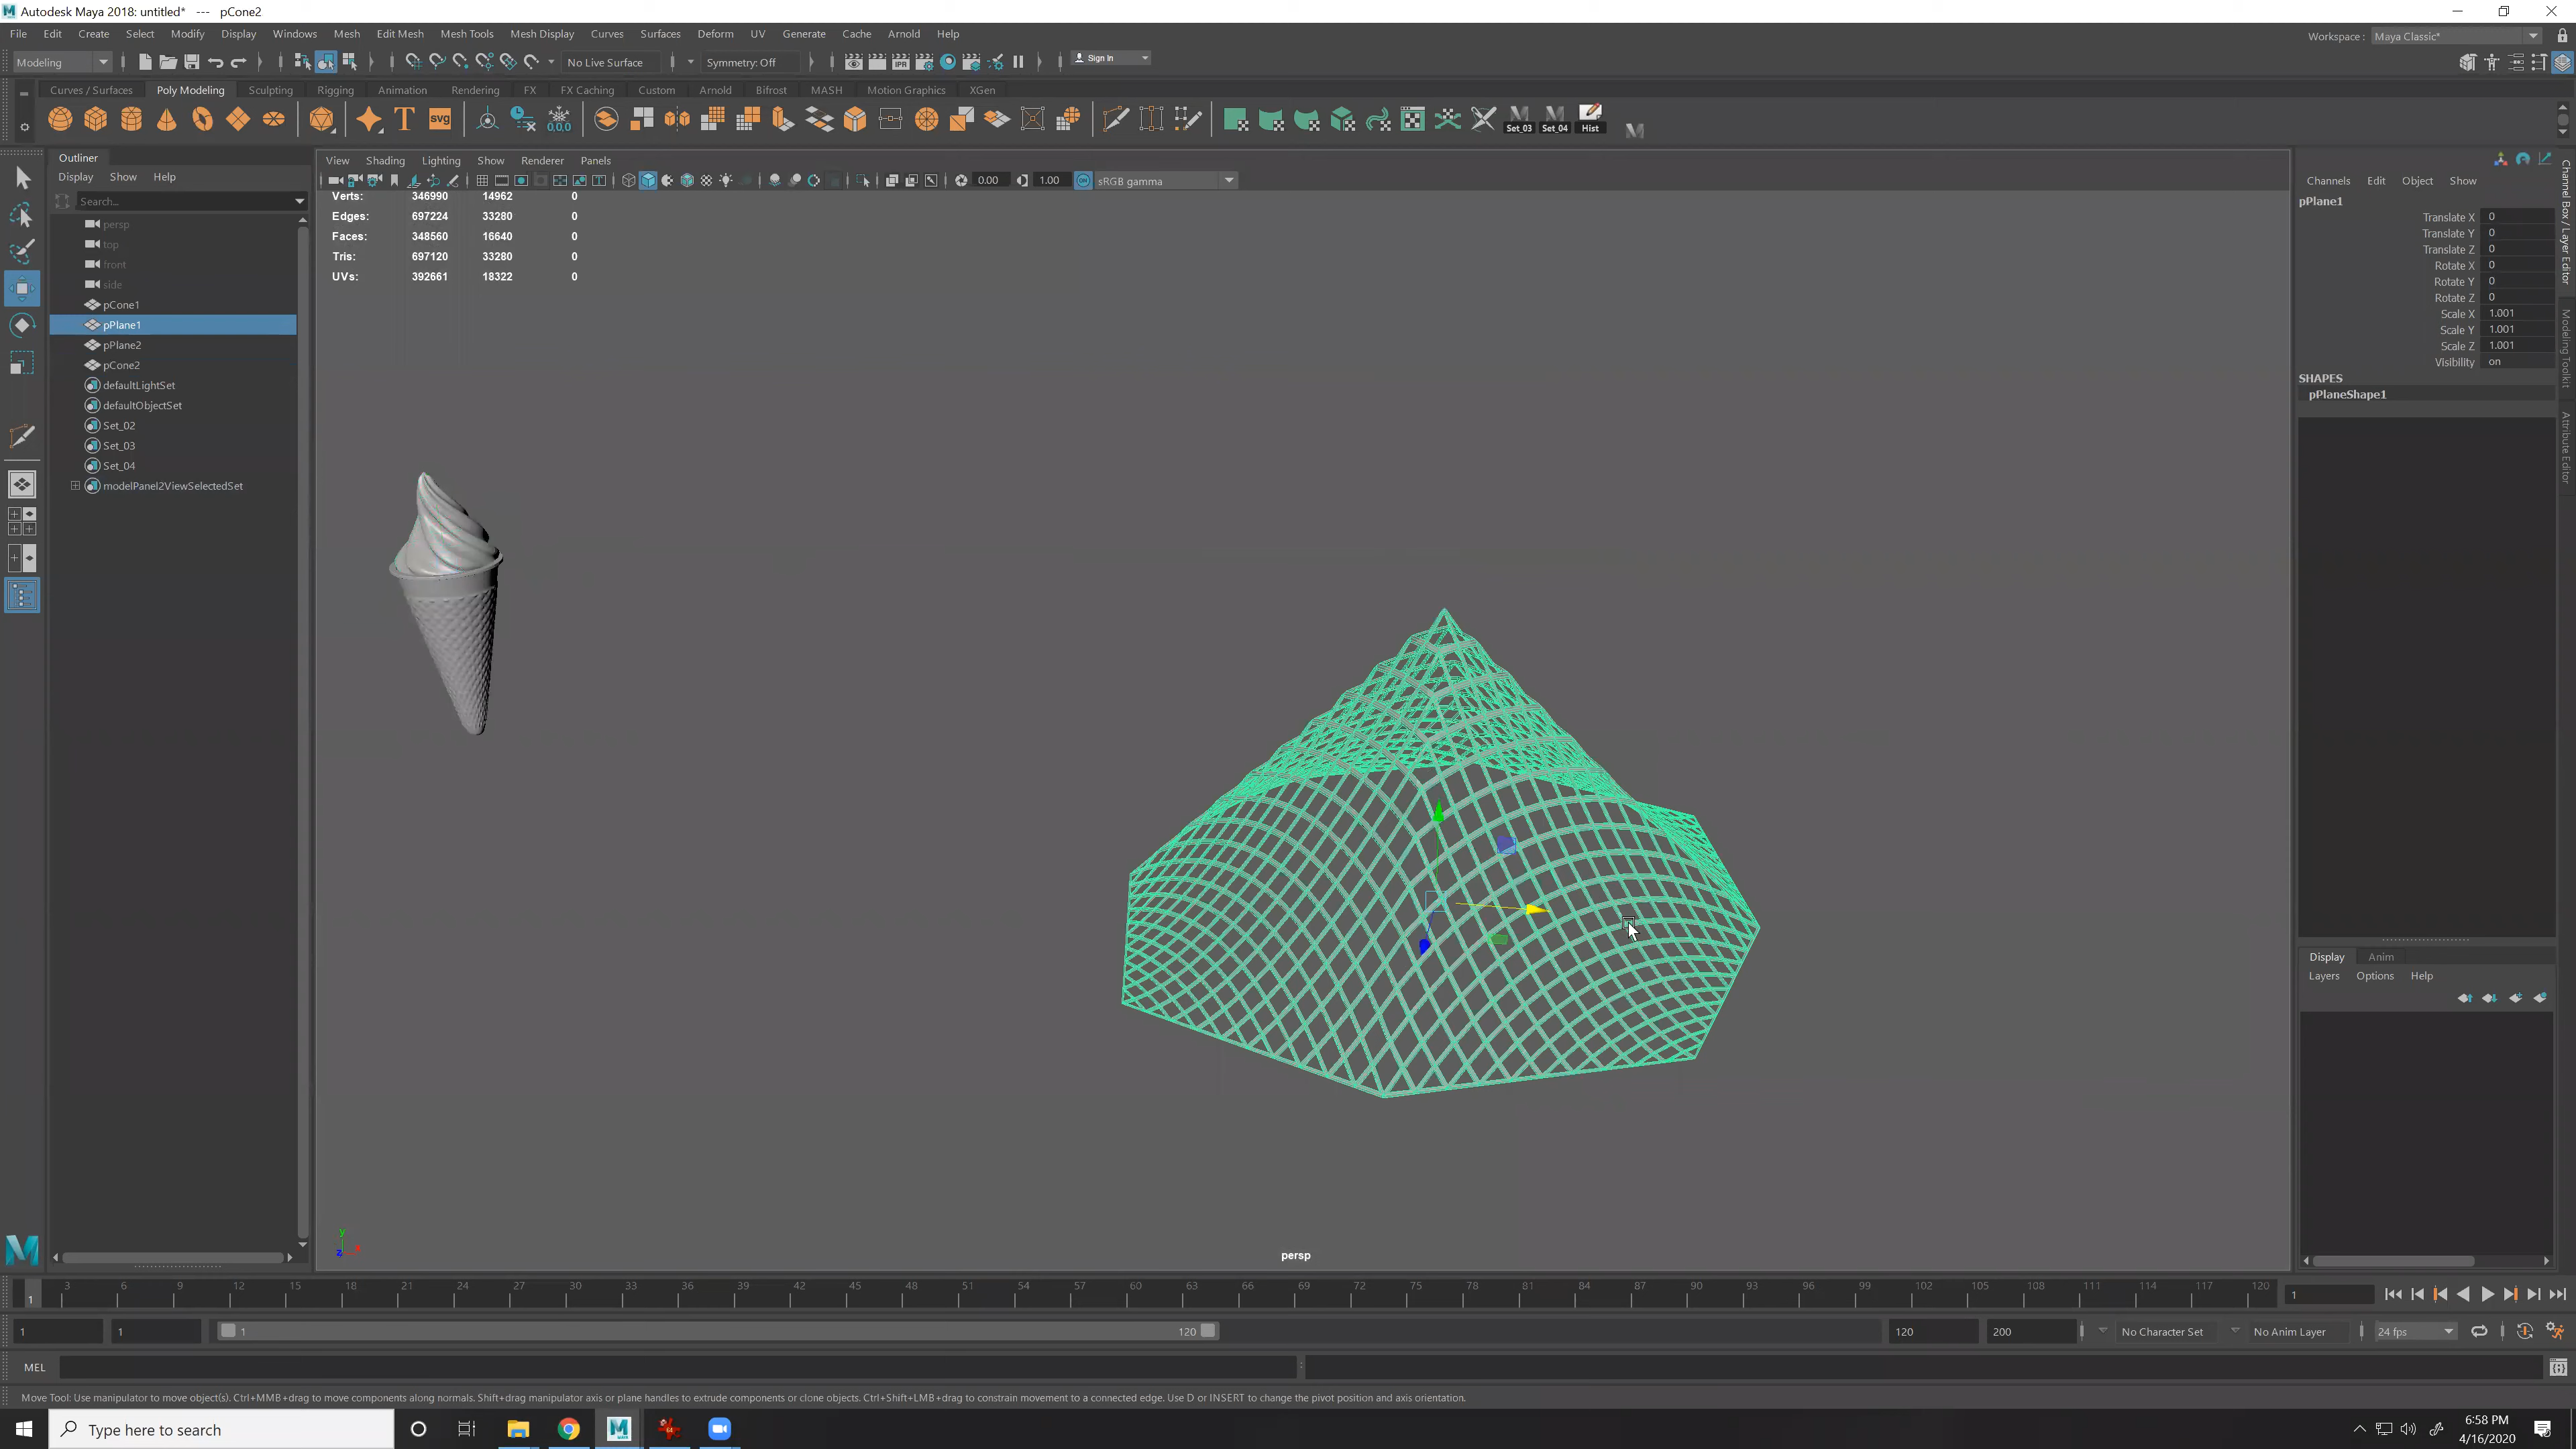 Autodesk Maya 2018: untitled* --- pCone2
File Edit Create Select Modify Display Windows Mesh Edit Mesh Mesh Tools Mesh Display Curves Surfaces Deform UV Generate Cache Arnold Help
Workspace : Maya Classic*
Modeling
No Live Surface
Symmetry: Off
Sign In
Curves / Surfaces Poly Modeling Sculpting Rigging Animation Rendering FX FX Caching Custom Arnold Bifrost MASH Motion Graphics XGen
T
SVG
0,0,0
Set_03 Set_04 Hist
Outliner
Display Show Help
Search...
persp
top
front
side
pCone1
pPlane1
pPlane2
pCone2
defaultLightSet
defaultObjectSet
Set_02
Set_03
Set_04
modelPanel2ViewSelectedSet
View Shading Lighting Show Renderer Panels
0.00 1.00 sRGB gamma
Verts: 346990 14962 0
Edges: 697224 33280 0
Faces: 348560 16640 0
Tris: 697120 33280 0
UVs: 392661 18322 0
y
z
persp
Channels Edit Object Show
pPlane1
Translate X 0
Translate Y 0
Translate Z 0
Rotate X 0
Rotate Y 0
Rotate Z 0
Scale X 1.001
Scale Y 1.001
Scale Z 1.001
Visibility on
SHAPES
pPlaneShape1
Channel Box / Layer Editor
Modeling Toolkit
Attribute Editor
Display Anim
Layers Options Help
3 6 9 12 15 18 21 24 27 30 33 36 39 42 45 48 51 54 57 60 63 66 69 72 75 78 81 84 87 90 93 96 99 102 105 108 111 114 117 120
1
1
1 1 1 120 120 200 No Character Set No Anim Layer 24 fps
MEL
Move Tool: Use manipulator to move object(s). Ctrl+MMB+drag to move components along normals. Shift+drag manipulator axis or plane handles to extrude components or clone objects. Ctrl+Shift+LMB+drag to constrain movement to a connected edge. Use D or INSERT to change the pivot position and axis orientation.
Type here to search
6:58 PM
4/16/2020